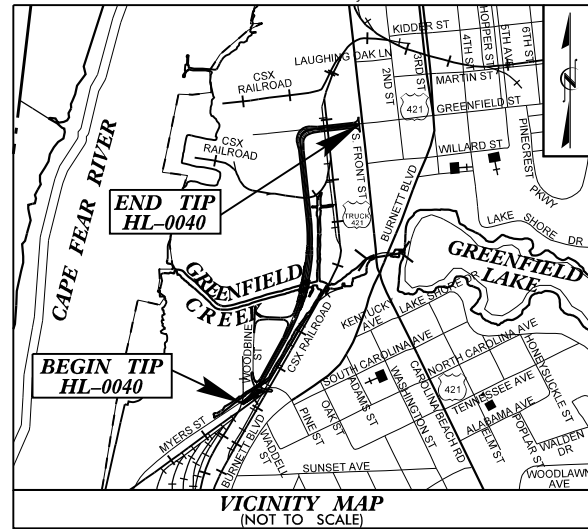 KIDDER ST
HOPPER ST
5TH AVE
6TH ST
4TH ST
3RD ST
2ND ST
LAUGHING OAK LN
MARTIN ST
CSX
RAILROAD
421
GREENFIELD ST
CSX
RAILROAD
WILLARD ST
PINECREST
PKWY
S. FRONT ST
TRUCK
421
BURNETT BLVD
END TIP
HL-0040
CAPE FEAR RIVER
LAKE SHORE DR
GREENFIELD
LAKE
GREENFIELD
CREEK
LAKE SHORE DR
KENTUCKY
AVE
CSX RAILROAD
WOODBINE
ST
BEGIN TIP
HL-0040
SOUTH CAROLINA AVE
NORTH CAROLINA AVE
421
TENNESSEE AVE
ALABAMA AVE
HONEYSUCKLE ST
ADAMS ST
WASHINGTON ST
CAROLINA BEACH RD
OAK ST
PINE ST
WADDELL
ST
MYERS ST
BURNETT BLVD
ELM ST
POPLAR ST
WALDEN
DR
SUNSET AVE
WOODLAWN
AVE
VICINITY MAP
(NOT TO SCALE)